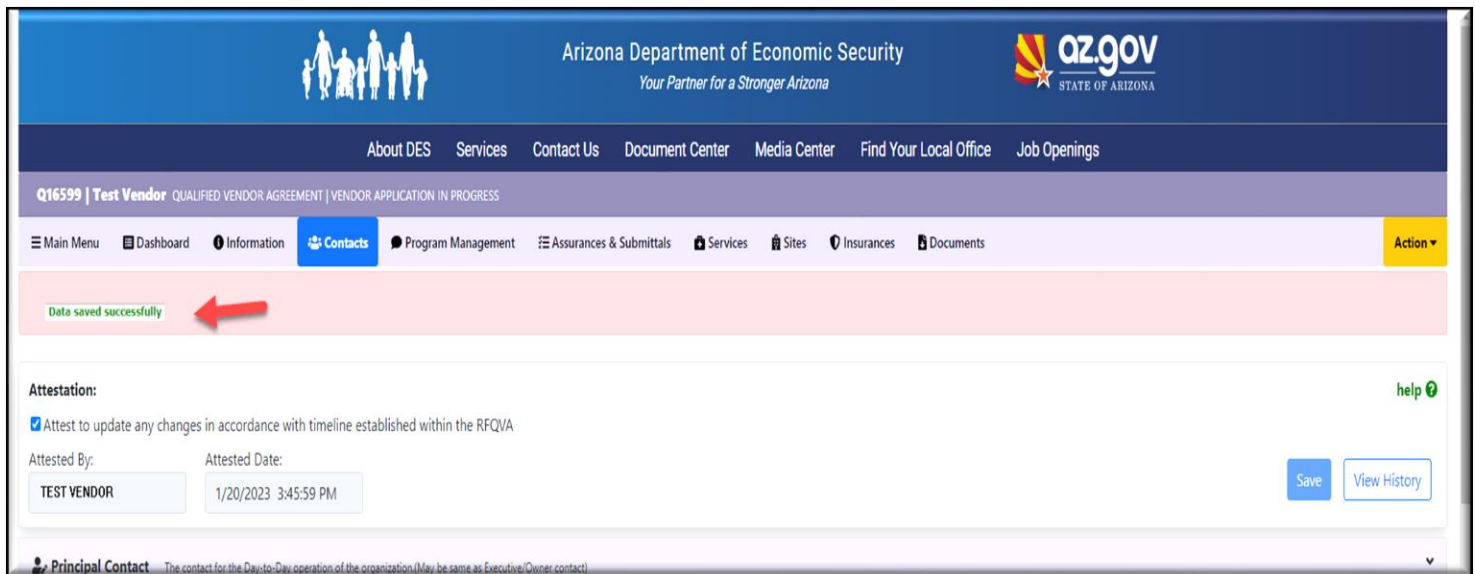 Arizona Department of Economic Security
Your Partner for a Stronger Arizona
az.gov
STATE OF ARIZONA
About DES Services Contact Us Document Center Media Center Find Your Local Office Job Openings
Q16599 | Test Vendor QUALIFIED VENDOR AGREEMENT | VENDOR APPLICATION IN PROGRESS
Main Menu Dashboard Information Contacts Program Management Assurances & Submittals Services Sites Insurances Documents Action
Data saved successfully
Attestation: help
Attest to update any changes in accordance with timeline established within the RFQVA
Attested By: Attested Date:
TEST VENDOR 1/20/2023 3:45:59 PM Save View History
Principal Contact The contact for the Day-to-Day operation of the organization.(May be same as Executive/Owner contact)